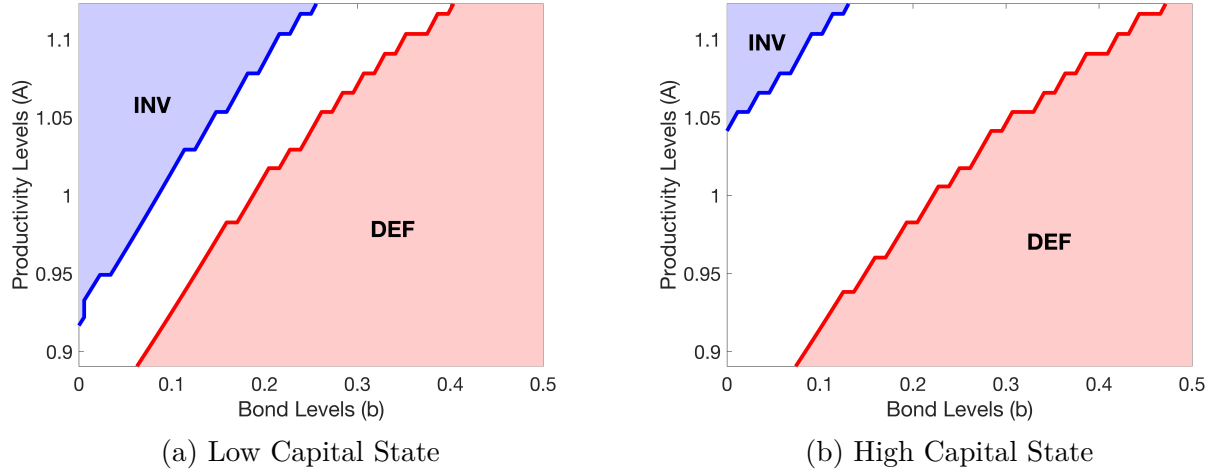 1.1
1.05
1
0.95
0.9
Productivity Levels (A)
INV
DEF
0 0.1 0.2 0.3 0.4 0.5
Bond Levels (b)
(a) Low Capital State
1.1
1.05
1
0.95
0.9
Productivity Levels (A)
INV
DEF
0 0.1 0.2 0.3 0.4 0.5
Bond Levels (b)
(b) High Capital State